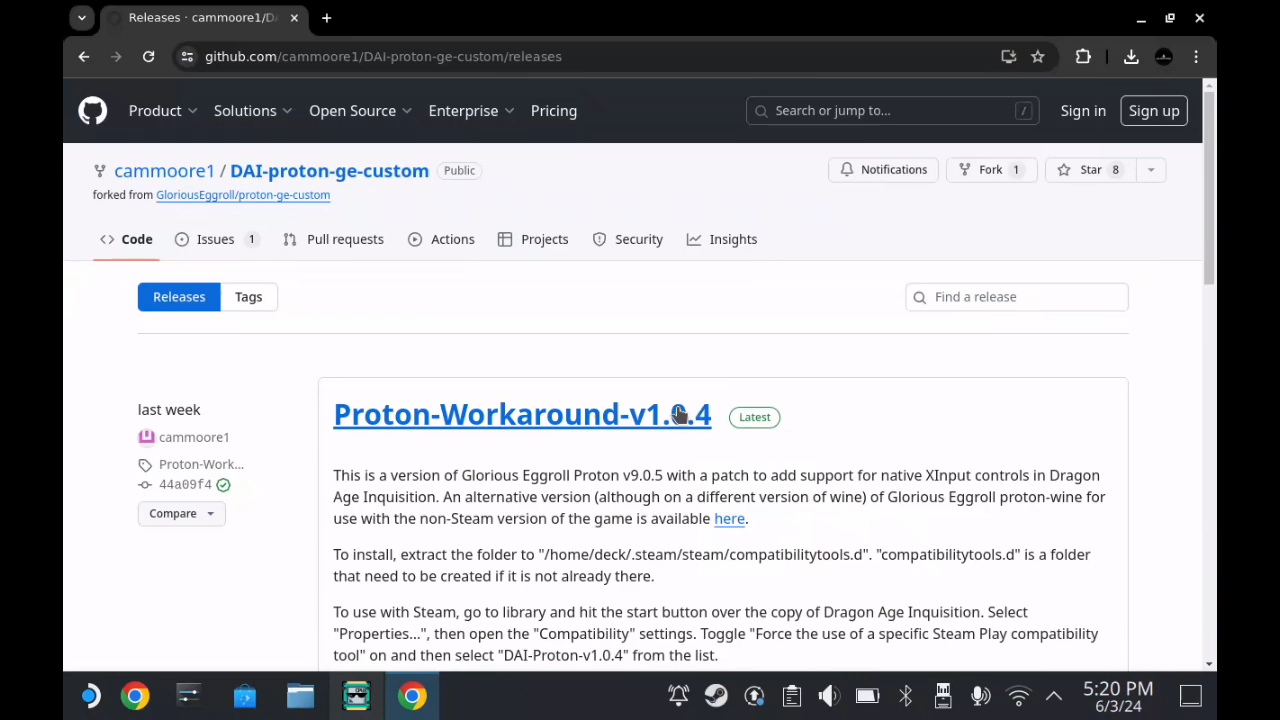 Releases · cammoore1/DA
github.com/cammoore1/DAI-proton-ge-custom/releases
Product Solutions Open Source Enterprise Pricing Search or jump to... / Sign in Sign up
cammoore1 / DAI-proton-ge-custom Public Notifications Fork 1 Star 8
forked from GloriousEggroll/proton-ge-custom
Code Issues 1 Pull requests Actions Projects Security Insights
Releases Tags Find a release
last week
cammoore1
Proton-Work...
44a09f4
Compare
Proton-Workaround-v1.0.4 Latest
This is a version of Glorious Eggroll Proton v9.0.5 with a patch to add support for native XInput controls in Dragon
Age Inquisition. An alternative version (although on a different version of wine) of Glorious Eggroll proton-wine for
use with the non-Steam version of the game is available here.
To install, extract the folder to "/home/deck/.steam/steam/compatibilitytools.d". "compatibilitytools.d" is a folder
that need to be created if it is not already there.
To use with Steam, go to library and hit the start button over the copy of Dragon Age Inquisition. Select
"Properties...", then open the "Compatibility" settings. Toggle "Force the use of a specific Steam Play compatibility
tool" on and then select "DAI-Proton-v1.0.4" from the list.
5:20 PM
6/3/24